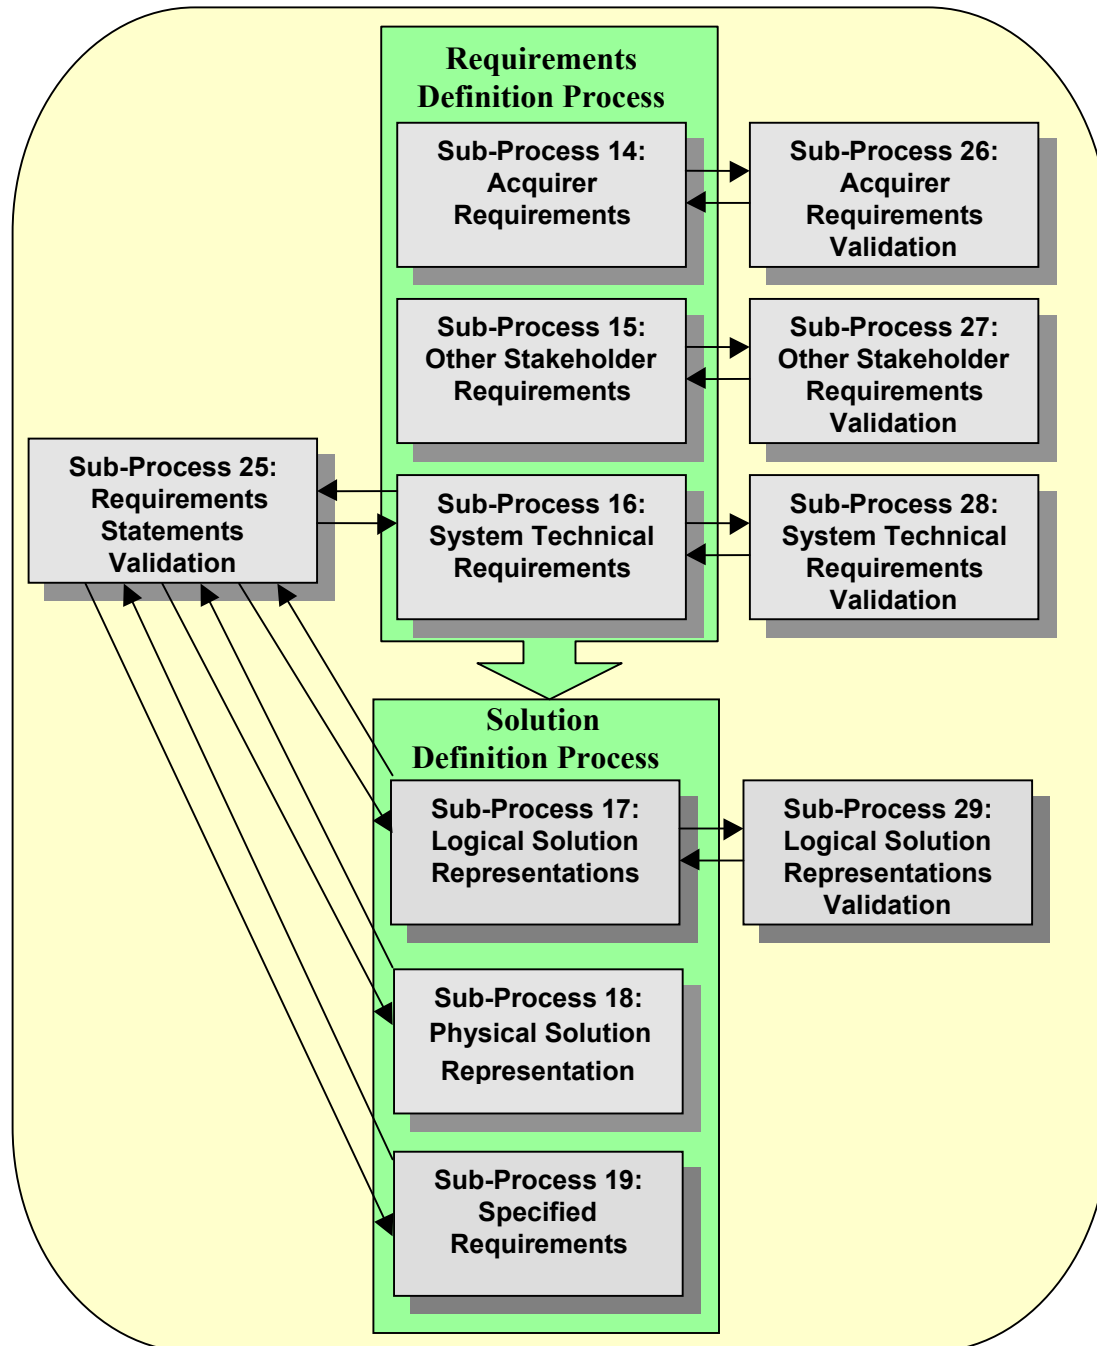 Requirements
Definition Process
Sub-Process 14:
Acquirer
Requirements
Sub-Process 26:
Acquirer
Requirements
Validation
Sub-Process 15:
Other Stakeholder
Requirements
Sub-Process 27:
Other Stakeholder
Requirements
Validation
Sub-Process 25:
Requirements
Statements
Validation
Sub-Process 16:
System Technical
Requirements
Sub-Process 28:
System Technical
Requirements
Validation
Solution
Definition Process
Sub-Process 17:
Logical Solution
Representations
Sub-Process 29:
Logical Solution
Representations
Validation
Sub-Process 18:
Physical Solution
Representation
Sub-Process 19:
Specified
Requirements